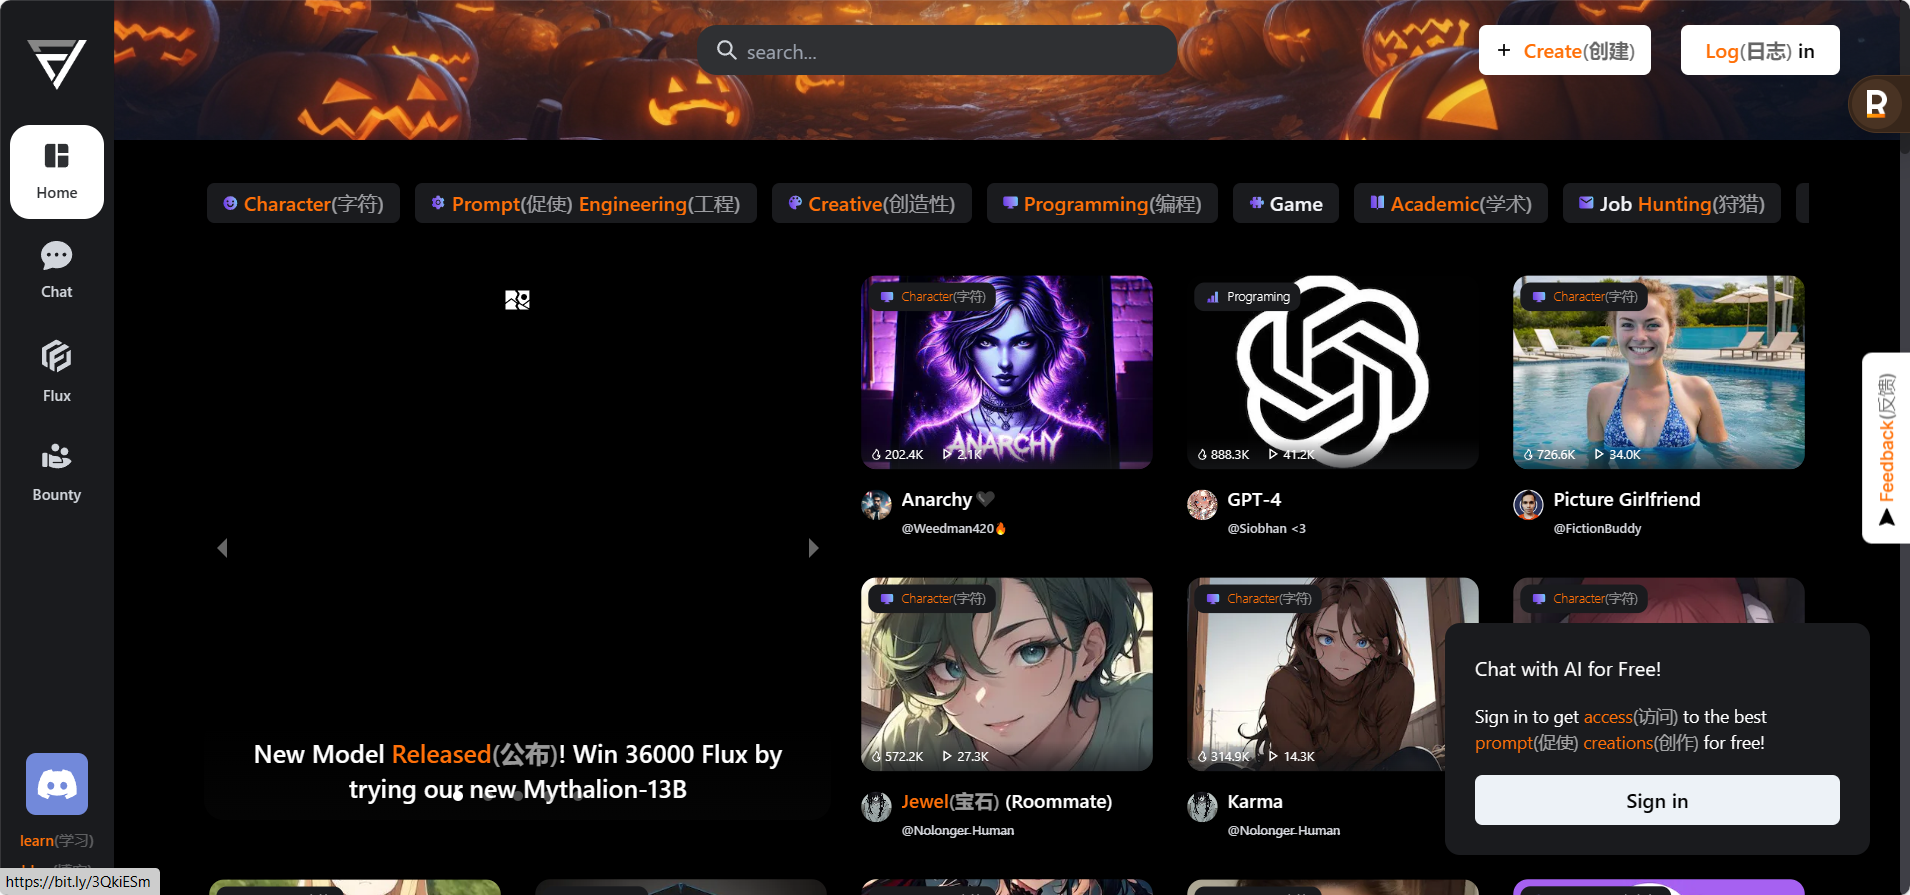 search...
+ Create(创建)
Log(日志) in
R
Home
Chat
Flux
Bounty
learn(学习)
https://bit.ly/3QkiESm
Character(字符)
Prompt(促使) Engineering(工程)
Creative(创造性)
Programming(编程)
Game
Academic(学术)
Job Hunting(狩猎)
New Model Released(公布)! Win 36000 Flux by
trying our new Mythalion-13B
Character(字符)
ANARCHY
202.4K 2.1K
Anarchy
@Weedman420🔥
Programing
888.3K 41.2K
GPT-4
@Siobhan <3
Character(字符)
726.6K 34.0K
Picture Girlfriend
@FictionBuddy
Character(字符)
572.2K 27.3K
Jewel(宝石) (Roommate)
@Nolonger-Human
Character(字符)
314.9K 14.3K
Karma
@Nolonger-Human
Character(字符)
Feedback(反馈)
Chat with AI for Free!
Sign in to get access(访问) to the best
prompt(促使) creations(创作) for free!
Sign in